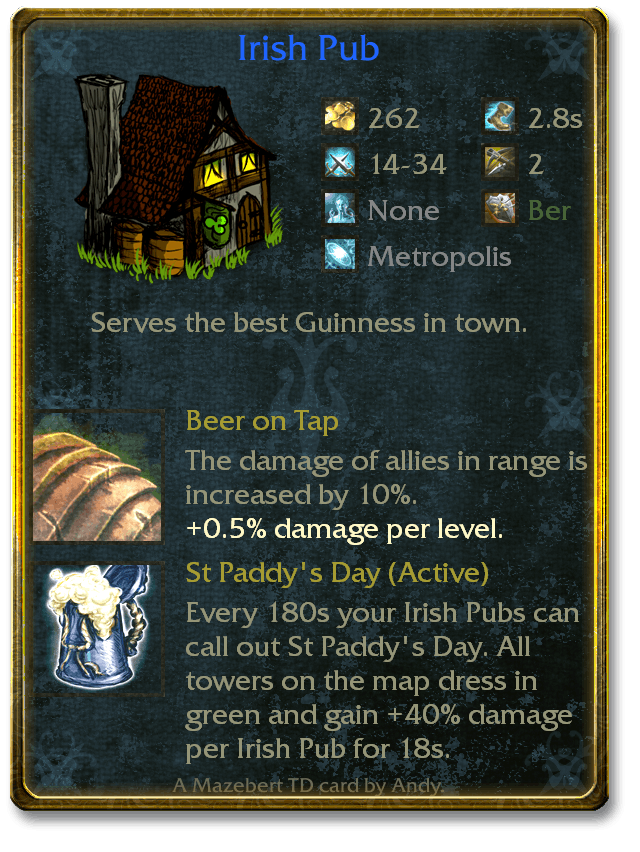 Irish Pub
262 2.8s
14-34 2
None Ber
Metropolis
Serves the best Guinness in town.
Beer on Tap
The damage of allies in range is
increased by 10%.
+0.5% damage per level.
St Paddy's Day (Active)
Every 180s your Irish Pubs can
call out St Paddy's Day. All
towers on the map dress in
green and gain +40% damage
per Irish Pub for 18s.
A Mazebert TD card by Andy.